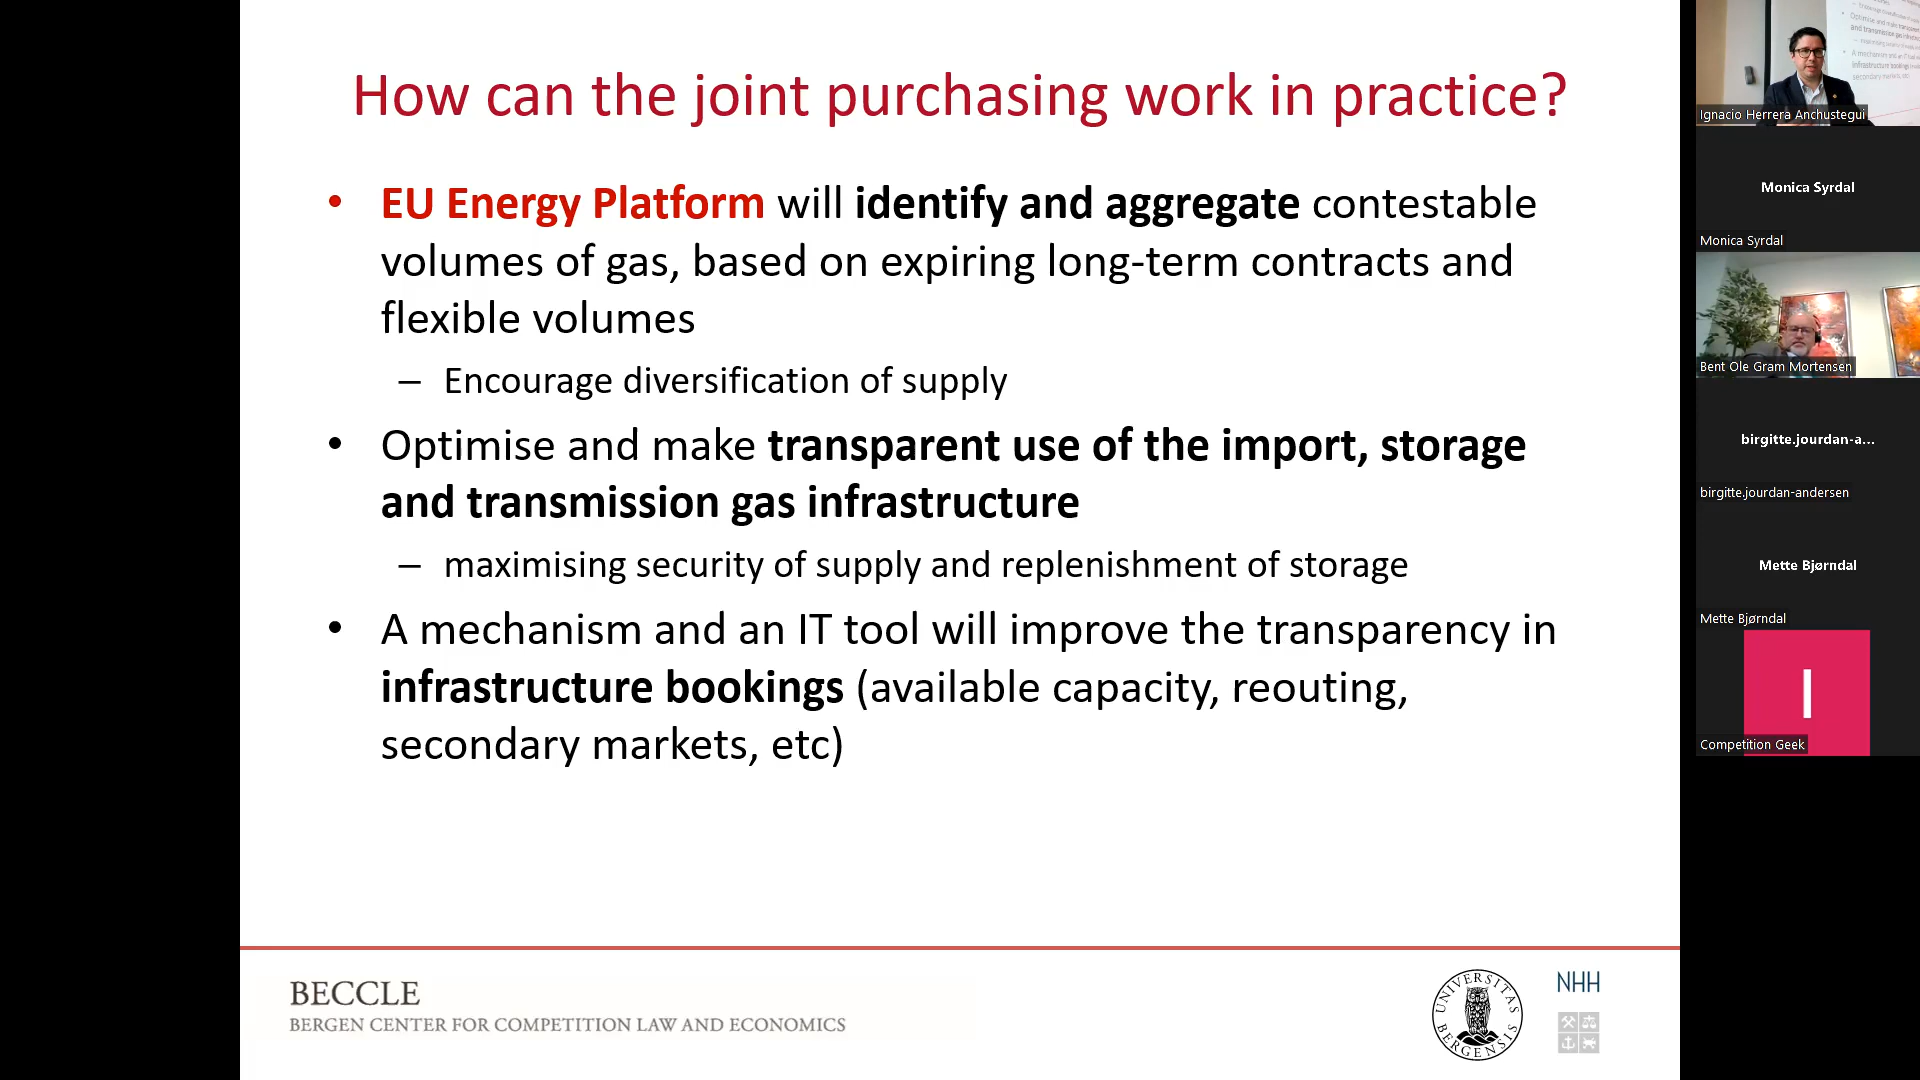 How can the joint purchasing work in practice?
• EU Energy Platform will identify and aggregate contestable
volumes of gas, based on expiring long-term contracts and
flexible volumes
– Encourage diversification of supply
• Optimise and make transparent use of the import, storage
and transmission gas infrastructure
– maximising security of supply and replenishment of storage
• A mechanism and an IT tool will improve the transparency in
infrastructure bookings (available capacity, reouting,
secondary markets, etc)
BECCLE
BERGEN CENTER FOR COMPETITION LAW AND ECONOMICS
UNIVERSITAS
BERGENSIS
NHH
Ignacio Herrera Anchustegui
Monica Syrdal
Monica Syrdal
Bent Ole Gram Mortensen
birgitte.jourdan-a...
birgitte.jourdan-andersen
Mette Bjørndal
Mette Bjørndal
I
Competition Geek